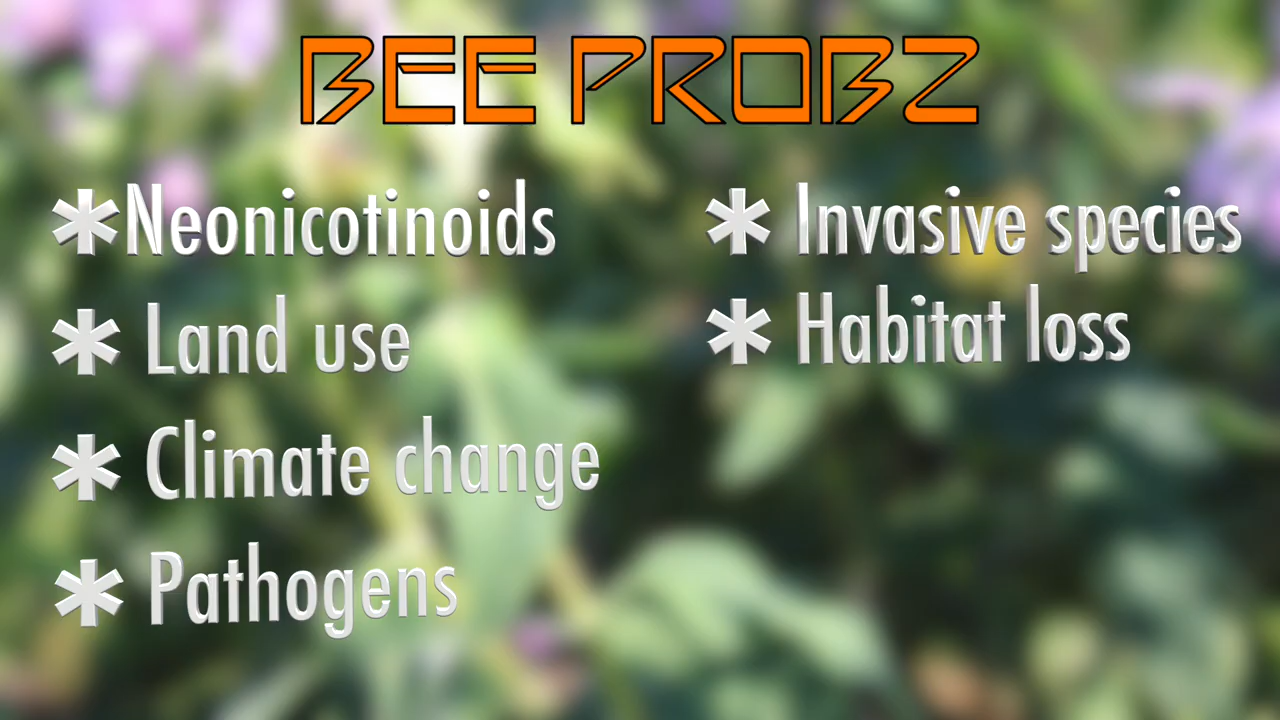 BEE PROBZ
*Neonicotinoids
* Land use
* Climate change
* Pathogens
* Invasive species
* Habitat loss